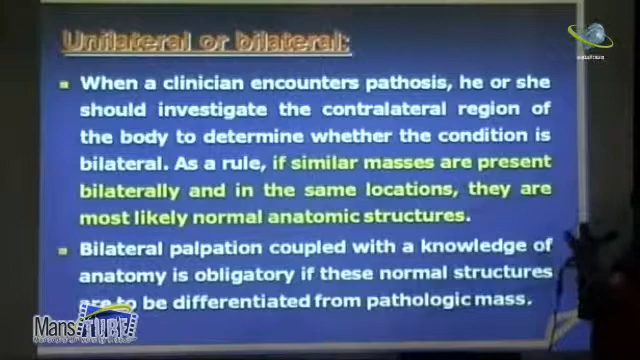 Unilateral or bilateral:
When a clinician encounters pathosis, he or she
should investigate the contralateral region of
the body to determine whether the condition is
bilateral. As a rule, if similar masses are present
bilaterally and in the same locations, they are
most likely normal anatomic structures.
Bilateral palpation coupled with a knowledge of
anatomy is obligatory if these normal structures
are to be differentiated from pathologic mass.
Mans TUBE